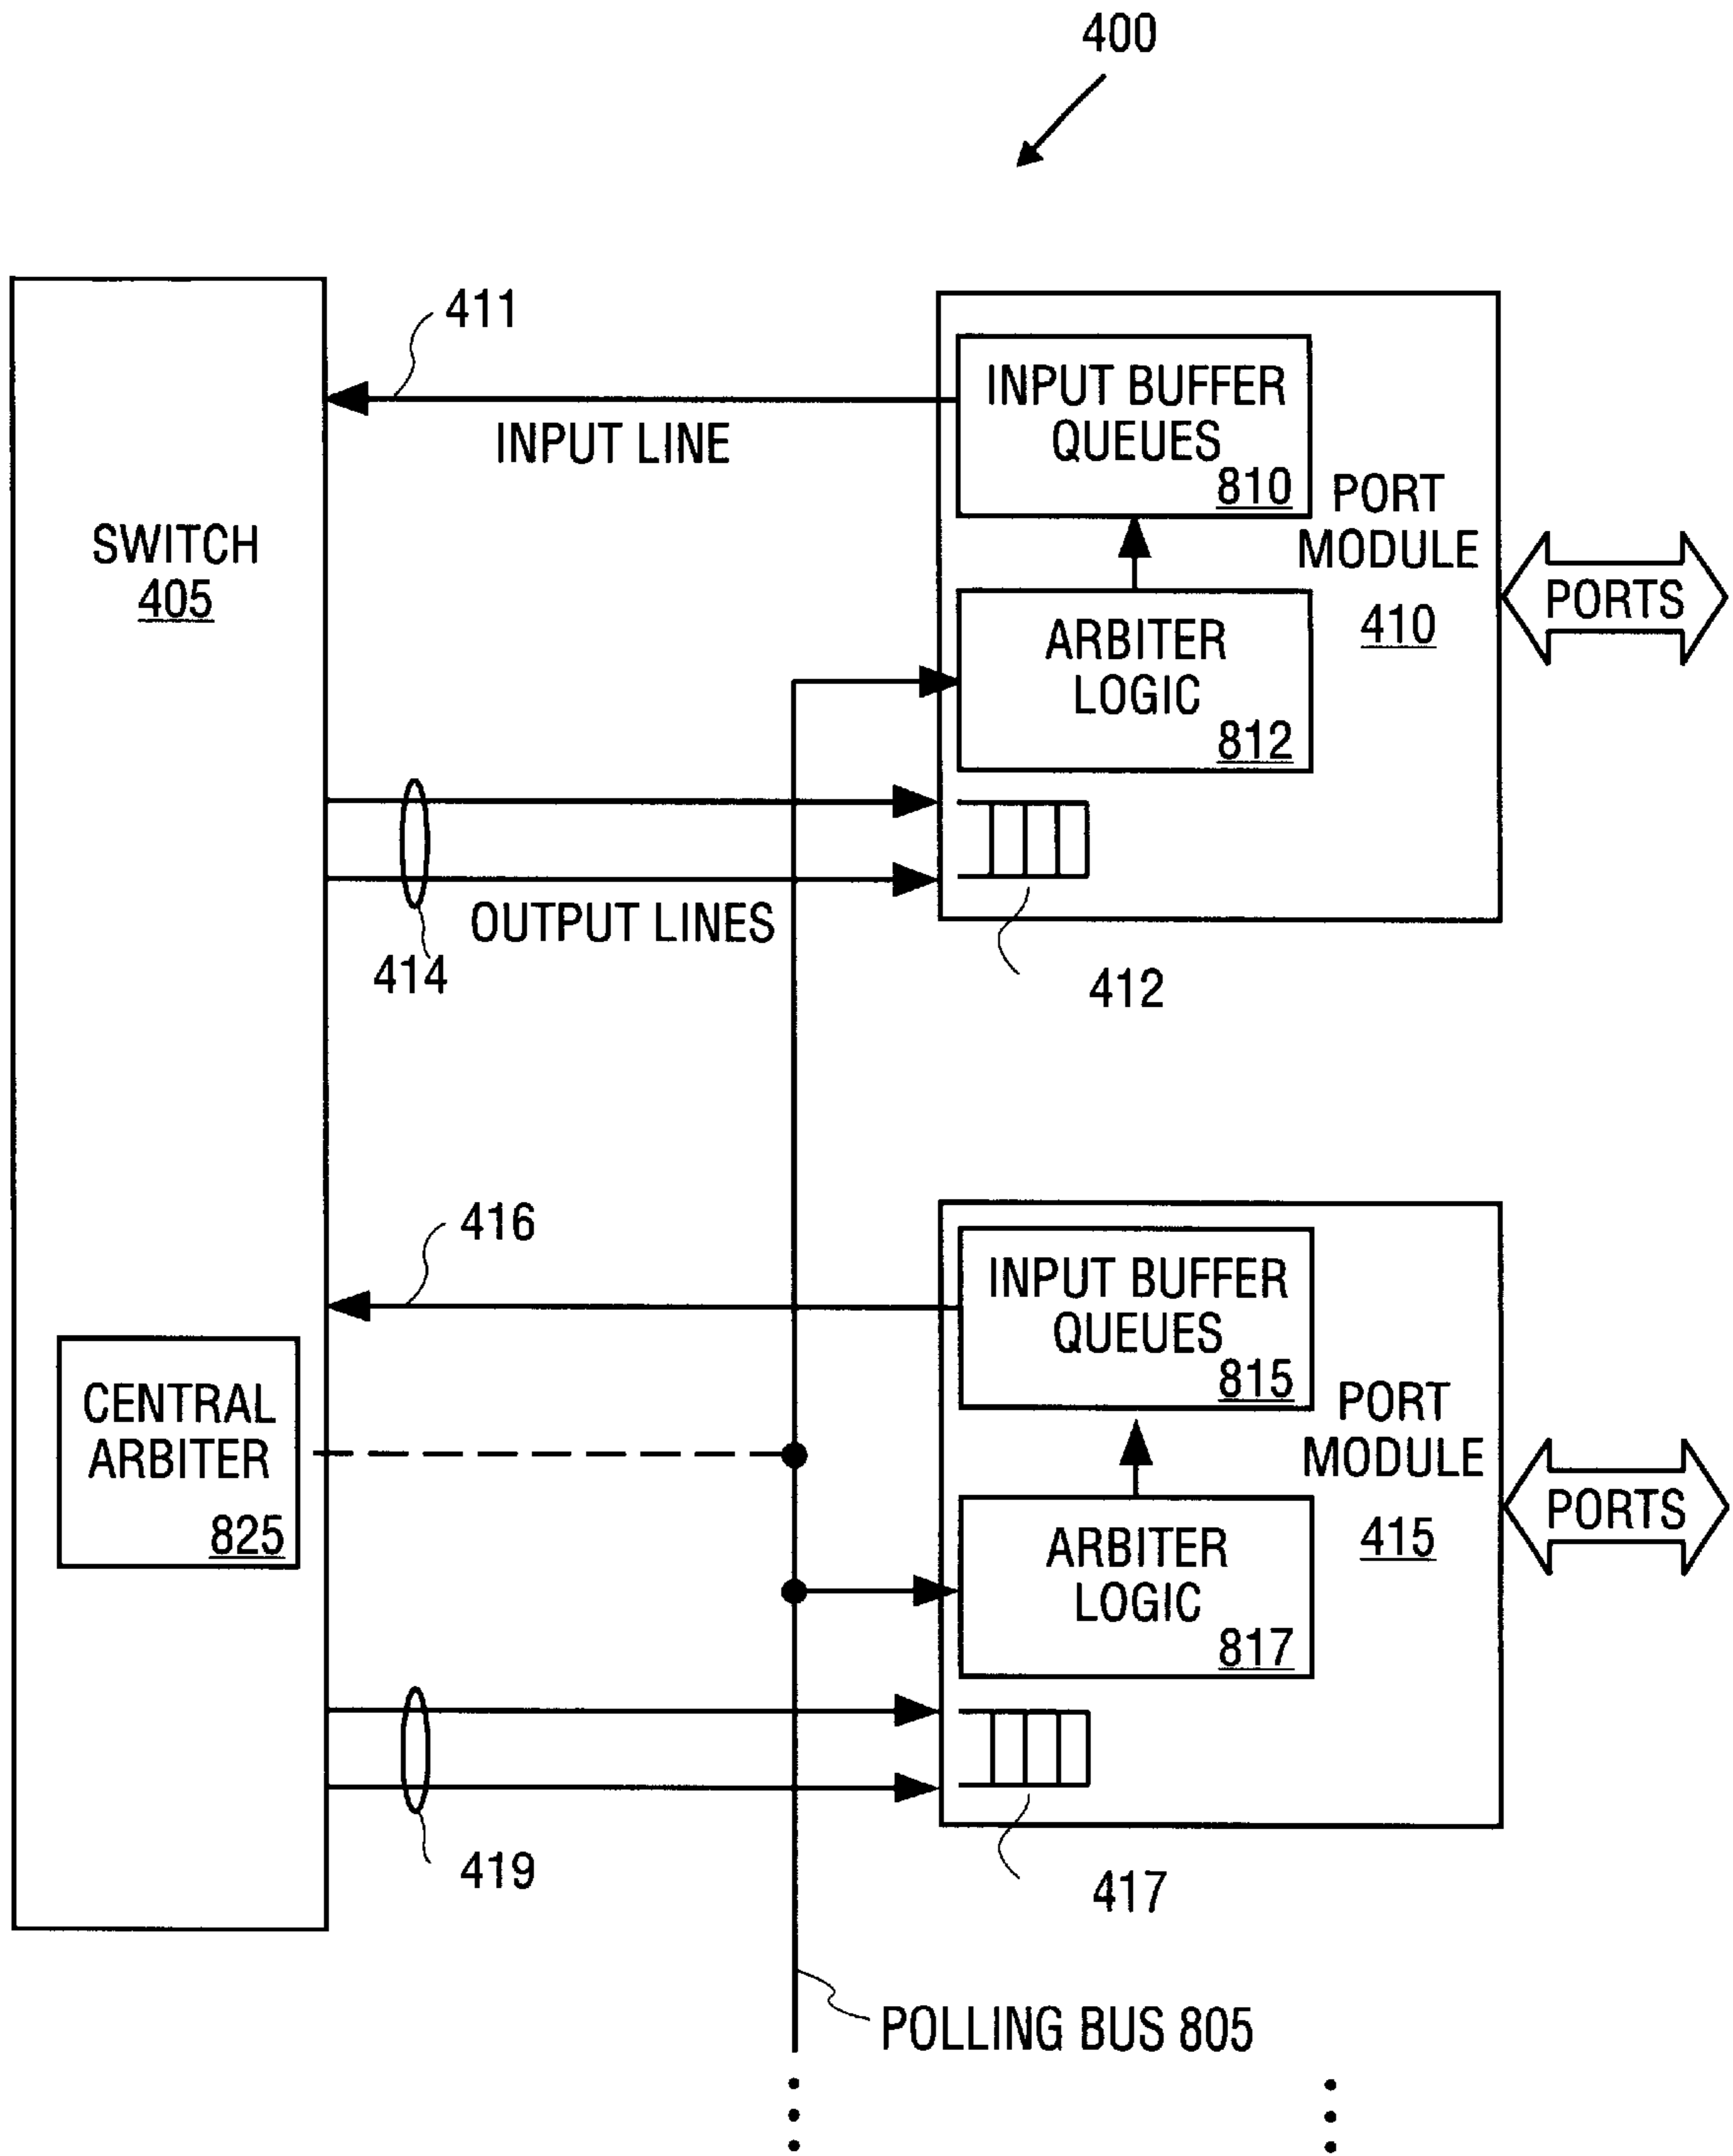 400
411
INPUT LINE
INPUT BUFFER
QUEUES
810
PORT
MODULE
410
PORTS
SWITCH
405
ARBITER
LOGIC
812
OUTPUT LINES
414
412
416
INPUT BUFFER
QUEUES
815
PORT
MODULE
415
PORTS
CENTRAL
ARBITER
825
ARBITER
LOGIC
817
419
417
POLLING BUS 805